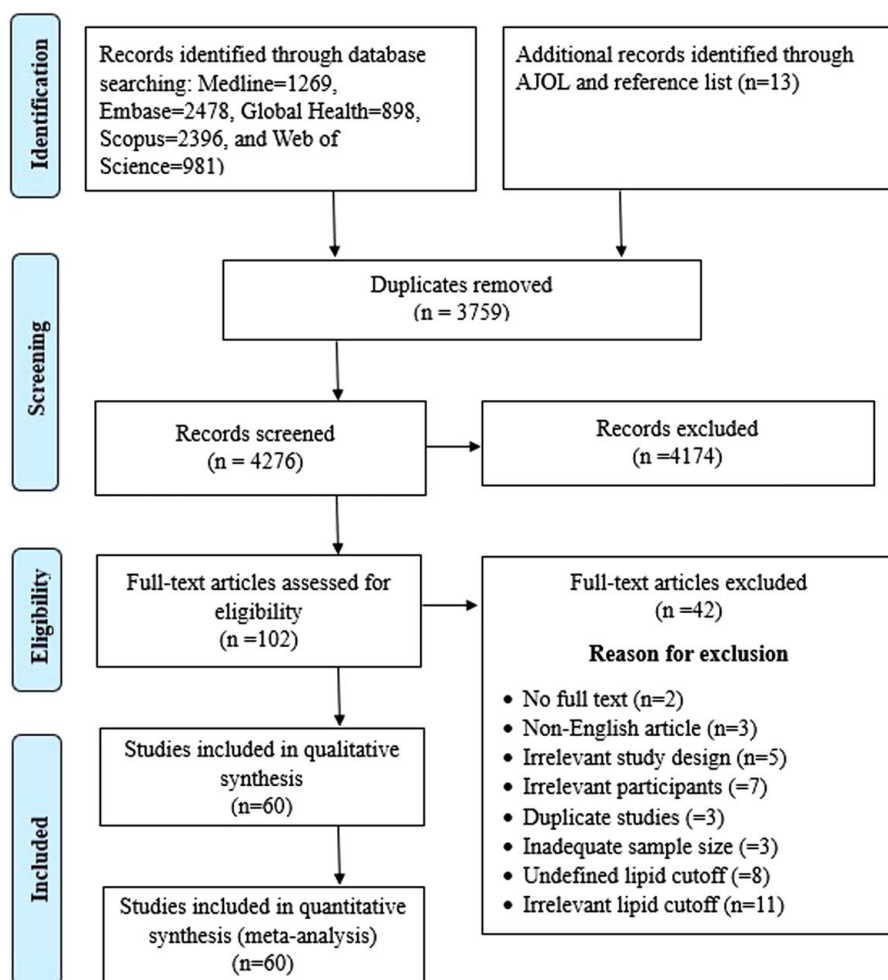 Identification
Records identified through database
searching: Medline=1269,
Embase=2478, Global Health=898,
Scopus=2396, and Web of
Science=981)
Additional records identified through
AJOL and reference list (n=13)
Screening
Duplicates removed
(n = 3759)
Records screened
(n = 4276)
Records excluded
(n =4174)
Eligibility
Full-text articles assessed for
eligibility
(n =102)
Full-text articles excluded
(n =42)
Reason for exclusion
• No full text (n=2)
• Non-English article (n=3)
• Irrelevant study design (n=5)
• Irrelevant participants (=7)
• Duplicate studies (=3)
• Inadequate sample size (=3)
• Undefined lipid cutoff (=8)
• Irrelevant lipid cutoff (n=11)
Included
Studies included in qualitative
synthesis
(n=60)
Studies included in quantitative
synthesis (meta-analysis)
(n=60)